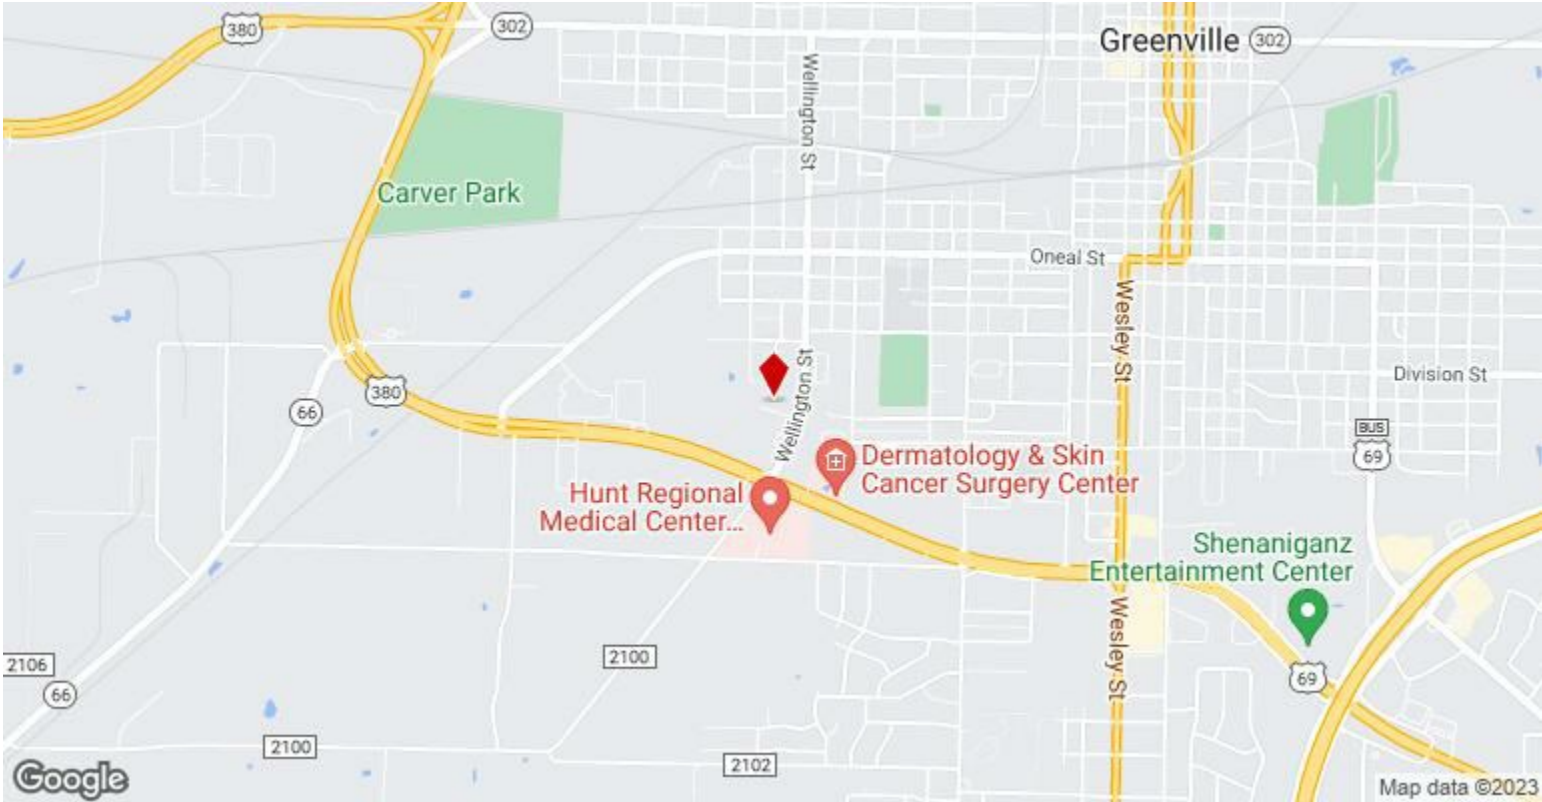 380
302
Greenville
302
Wellington St
Carver Park
Oneal St
Wesley St
Wellington St
Division St
380
66
BUS
69
Dermatology & Skin
Cancer Surgery Center
Hunt Regional
Medical Center...
Shenaniganz
Entertainment Center
Wesley St
2106
66
2100
69
2100
2102
Google
Map data ©2023